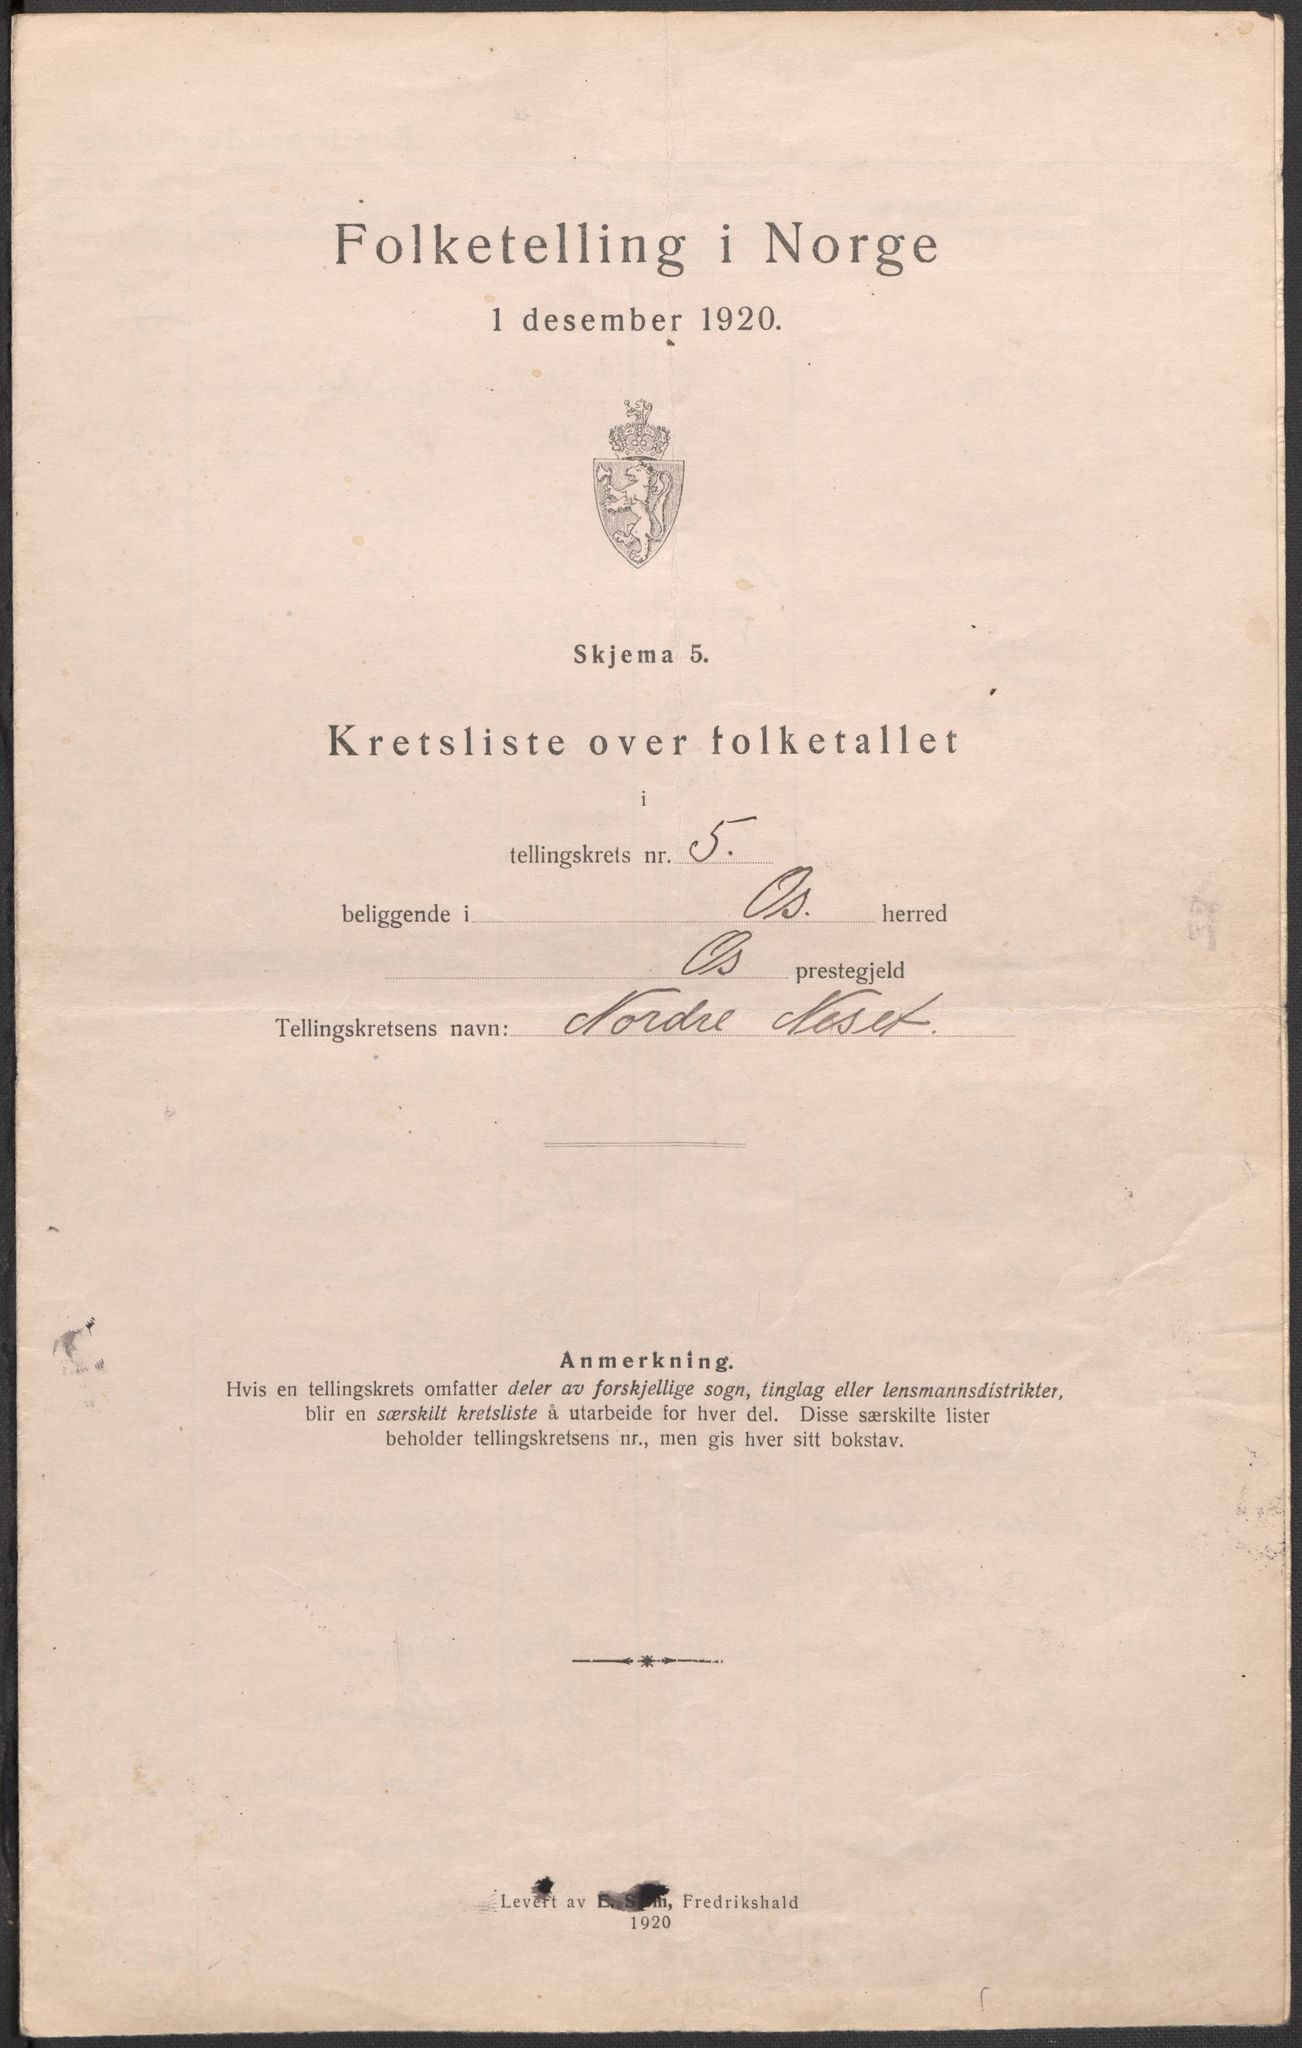 Folketelling i Norge
1 desember 1920.
Skjema 5.
Kretsliste over folketallet
i
tellingskrets nr. 5.
beliggende i Os. herred
Os prestegjeld
Tellingskretsens navn: Nordre Neset.
Anmerkning.
Hvis en tellingskrets omfatter deler av forskjellige sogn, tinglag eller lensmannsdistrikter,
blir en særskilt kretsliste å utarbeide for hver del. Disse særskilte lister
beholder tellingskretsens nr., men gis hver sitt bokstav.
Levert av E. Fredrikshald
1920